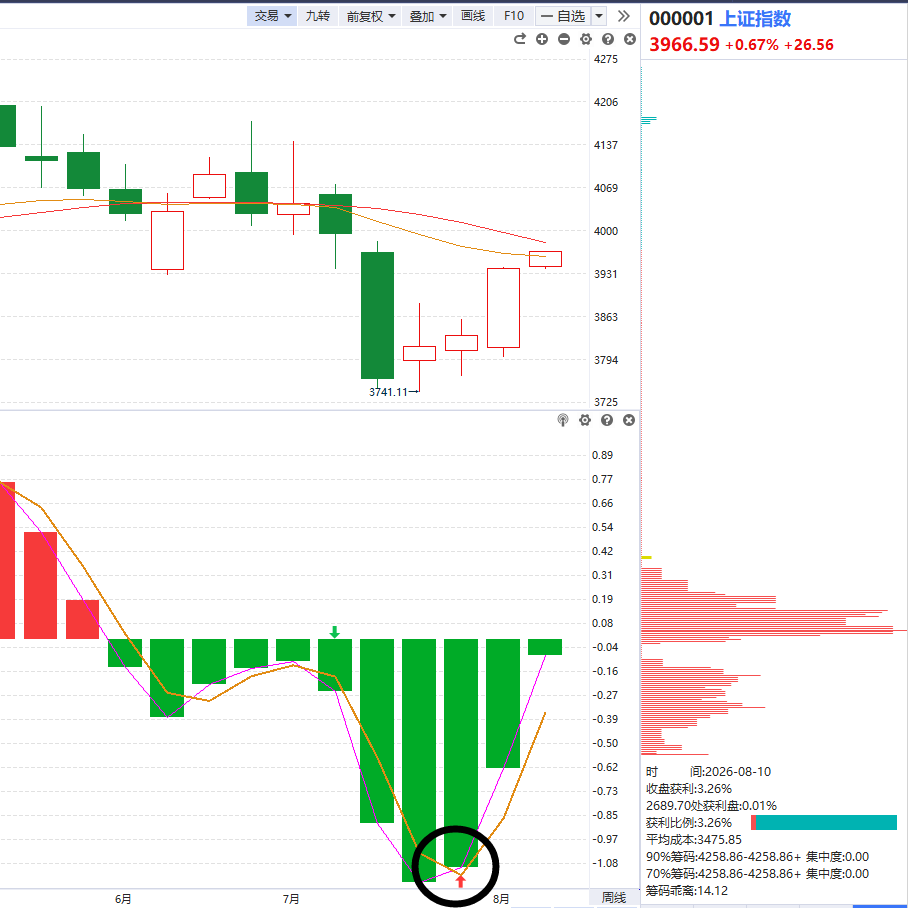 交易 九转 前复权 叠加 画线 F10 自选
000001 上证指数
3966.59 +0.67% +26.56
4275
4206
4137
4069
4000
3931
3863
3794
3725
3741.11
0.89
0.77
0.66
0.54
0.42
0.31
0.19
0.08
-0.04
-0.16
-0.27
-0.39
-0.50
-0.62
-0.73
-0.85
-0.97
-1.08
6月 7月 8月 周线
时 间:2026-08-10
收盘获利:3.26%
2689.70处获利盘:0.01%
获利比例:3.26%
平均成本:3475.85
90%筹码:4258.86-4258.86+ 集中度:0.00
70%筹码:4258.86-4258.86+ 集中度:0.00
筹码乖离:14.12